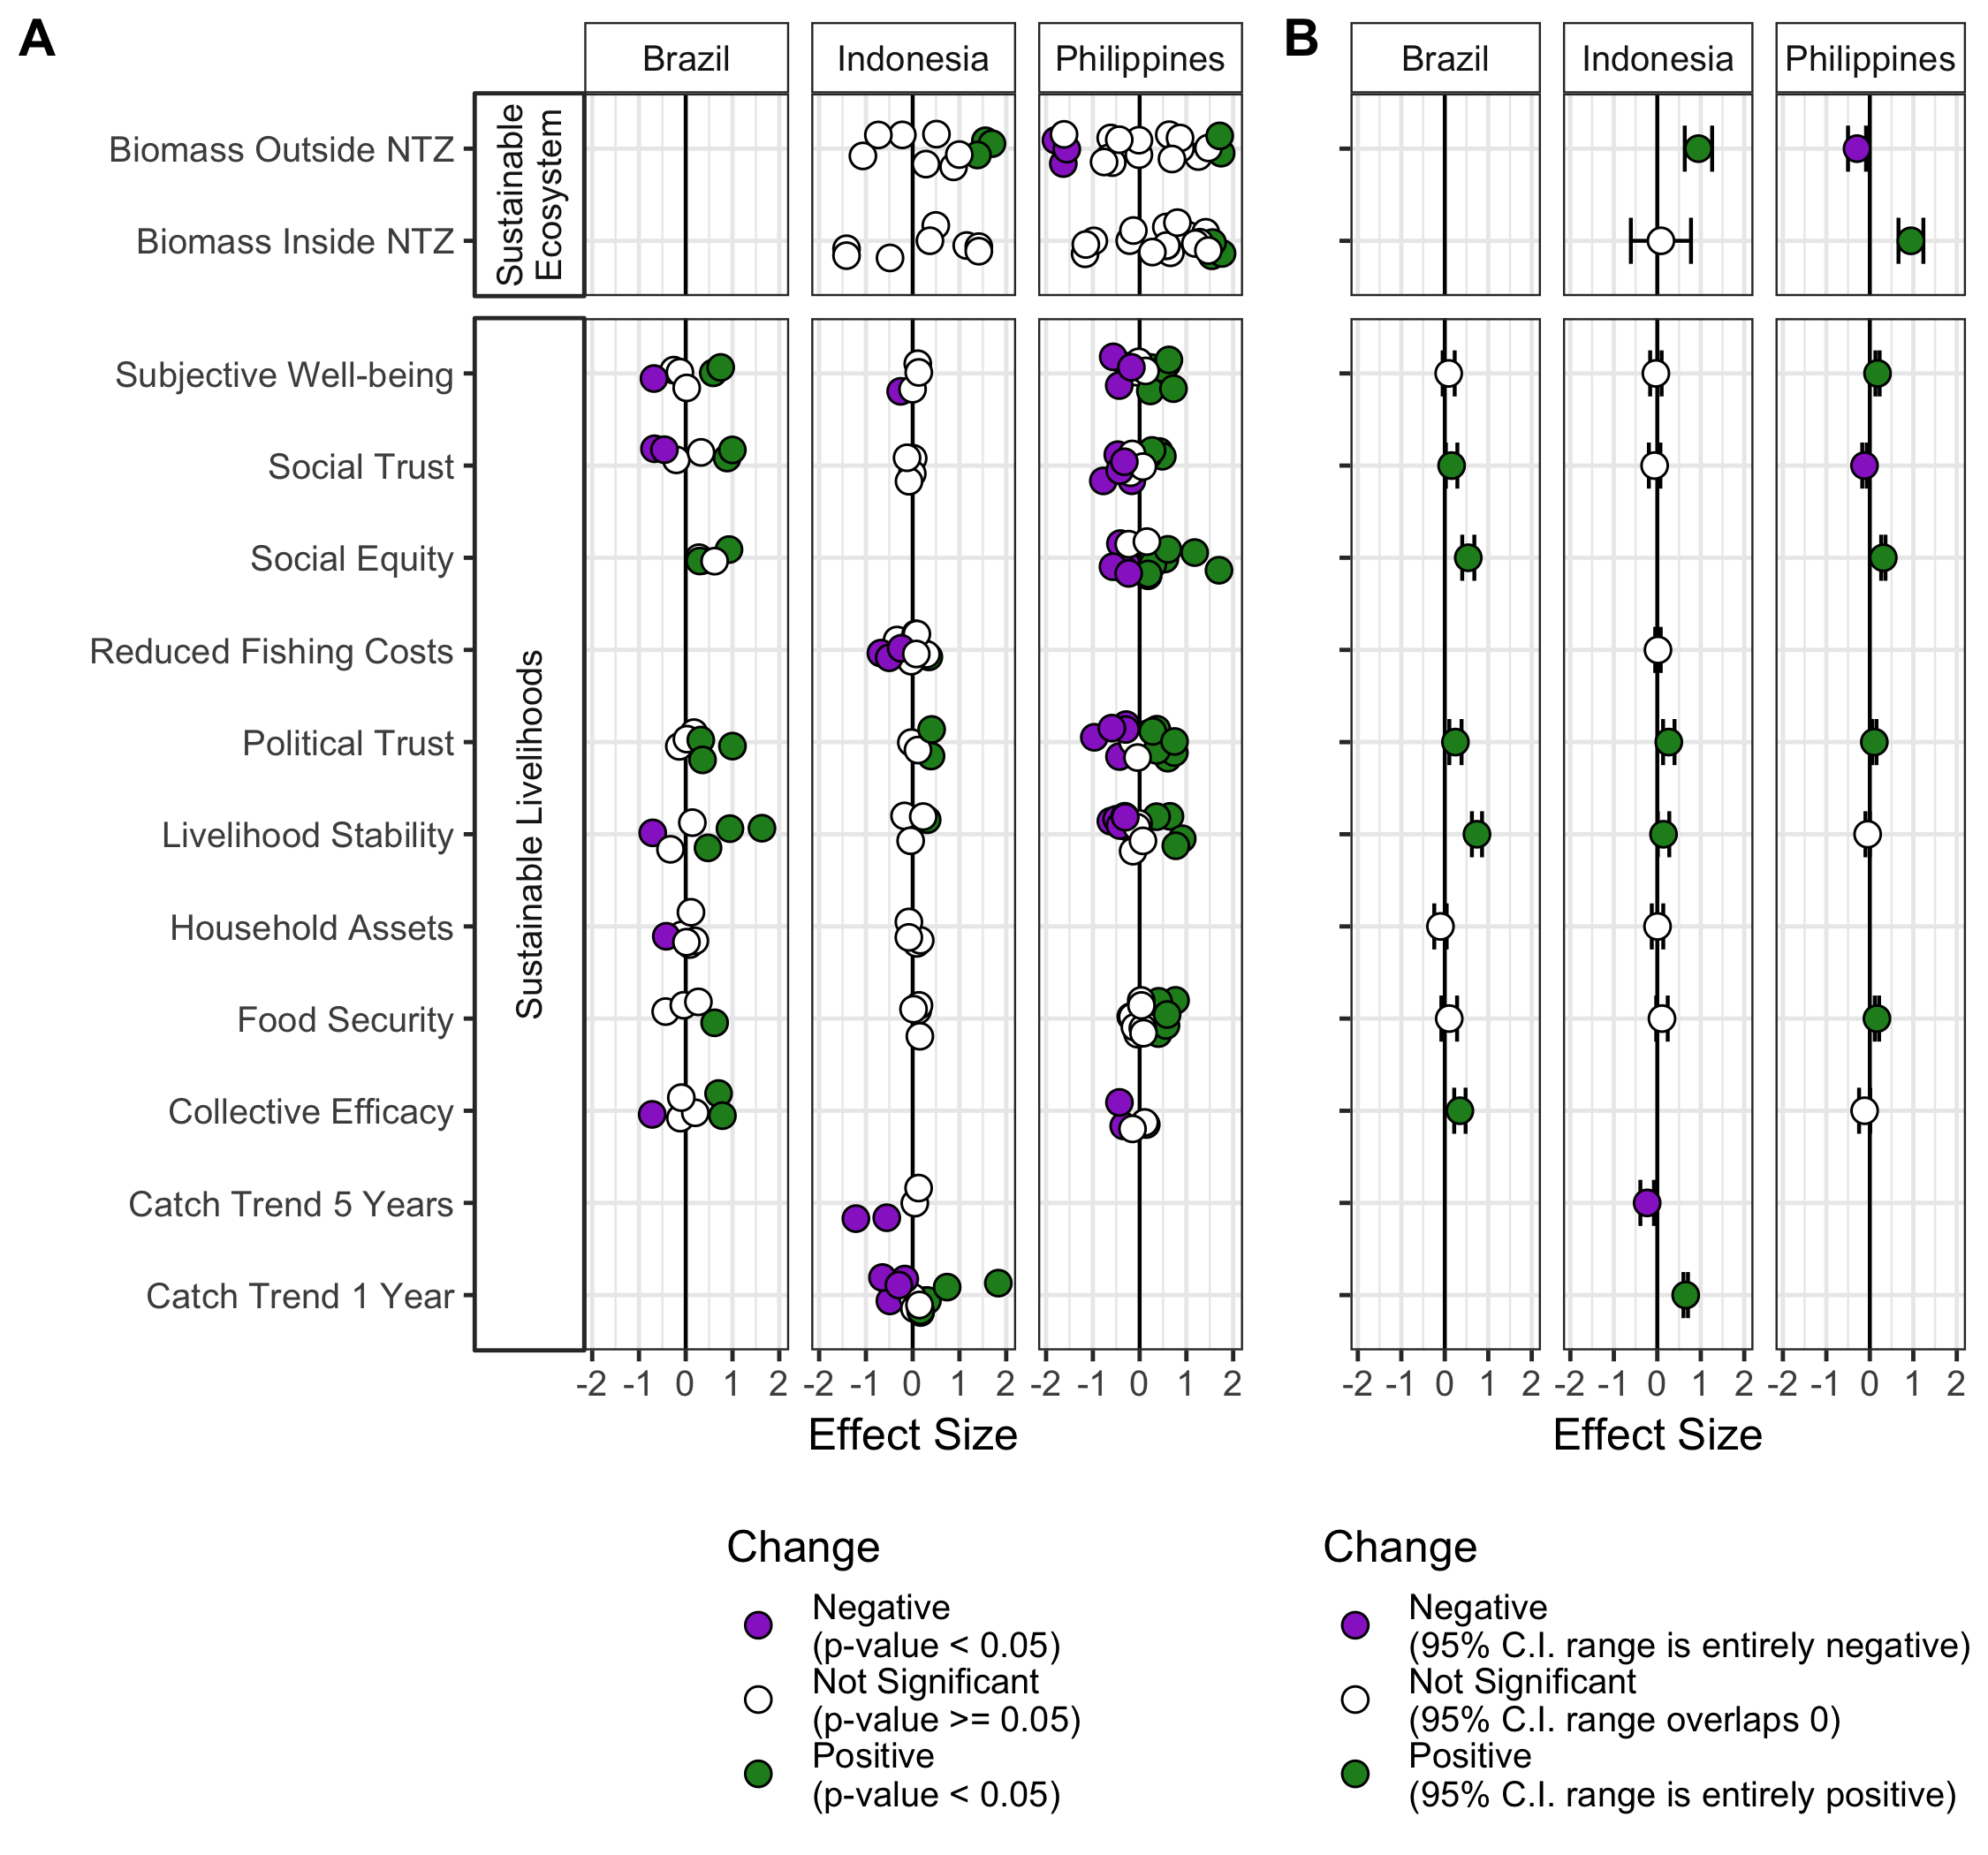 A
B
Brazil
Indonesia
Philippines
Brazil
Indonesia
Philippines
Sustainable
Ecosystem
Biomass Outside NTZ
Biomass Inside NTZ
Sustainable Livelihoods
Subjective Well-being
Social Trust
Social Equity
Reduced Fishing Costs
Political Trust
Livelihood Stability
Household Assets
Food Security
Collective Efficacy
Catch Trend 5 Years
Catch Trend 1 Year
-2 -1 0 1 2
-2 -1 0 1 2
-2 -1 0 1 2
-2 -1 0 1 2
-2 -1 0 1 2
-2 -1 0 1 2
Effect Size
Effect Size
Change
Negative
(p-value < 0.05)
Not Significant
(p-value >= 0.05)
Positive
(p-value < 0.05)
Change
Negative
(95% C.I. range is entirely negative)
Not Significant
(95% C.I. range overlaps 0)
Positive
(95% C.I. range is entirely positive)